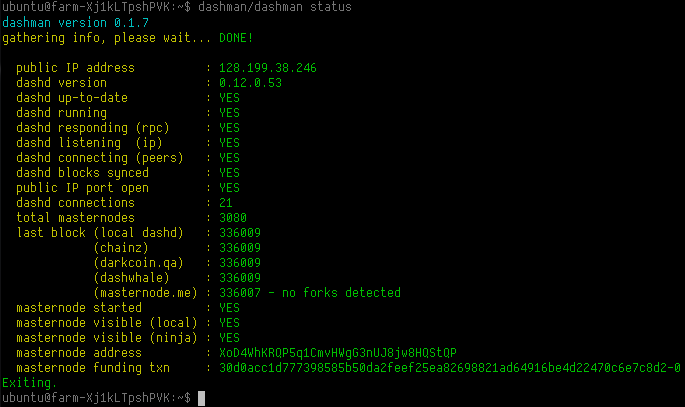 ubuntu@farm-Xj1kLTpshPVK:~$ dashman/dashman status
dashman version 0.1.7
gathering info, please wait... DONE!
public IP address : 128.199.38.246
dashd version : 0.12.0.53
dashd up-to-date : YES
dashd running : YES
dashd responding (rpc) : YES
dashd listening (ip) : YES
dashd connecting (peers) : YES
dashd blocks synced : YES
public IP port open : YES
dashd connections : 21
total masternodes : 3080
last block (local dashd) : 336009
(chainz) : 336009
(darkcoin.qa) : 336009
(dashwhale) : 336009
(masternode.me) : 336007 - no forks detected
masternode started : YES
masternode visible (local) : YES
masternode visible (ninja) : YES
masternode address : XoD4WhKRQP5q1CmvHWgG3nUJ8jw8HQStQP
masternode funding txn : 30d0acc1d777398585b50da2feef25ea82698821ad64916be4d22470c6e7c8d2-0
Exiting.
ubuntu@farm-Xj1kLTpshPVK:~$